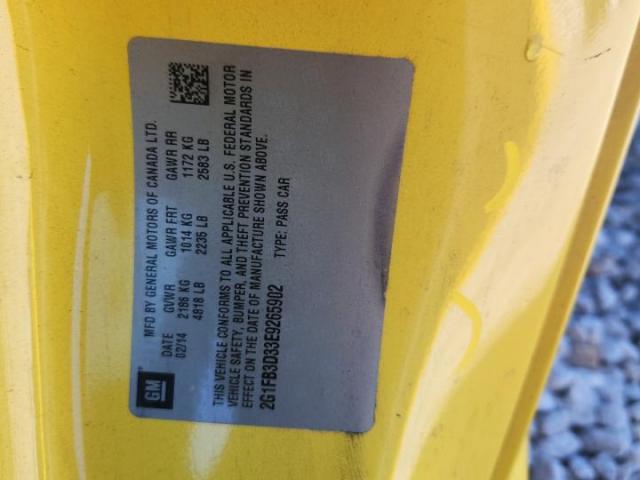 GM
MFD BY GENERAL MOTORS OF CANADA LTD.
DATE GVWR GAWR FRT GAWR RR
02/14 2186 KG 1014 KG 1172 KG
4818 LB 2235 LB 2583 LB
THIS VEHICLE CONFORMS TO ALL APPLICABLE U.S. FEDERAL MOTOR
VEHICLE SAFETY, BUMPER, AND THEFT PREVENTION STANDARDS IN
EFFECT ON THE DATE OF MANUFACTURE SHOWN ABOVE.
2G1FB3D33E9265902 TYPE: PASS CAR